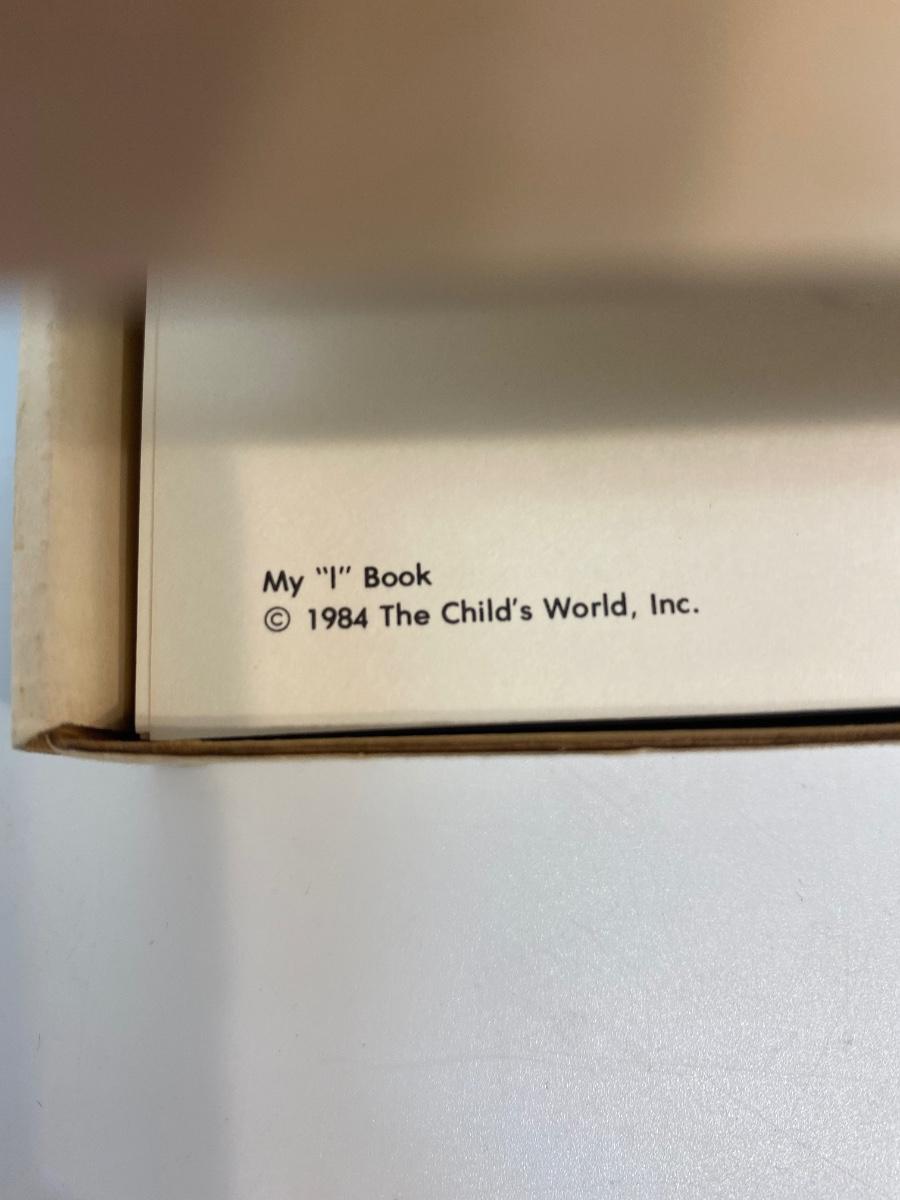 My "l" Book
© 1984 The Child's World, Inc.